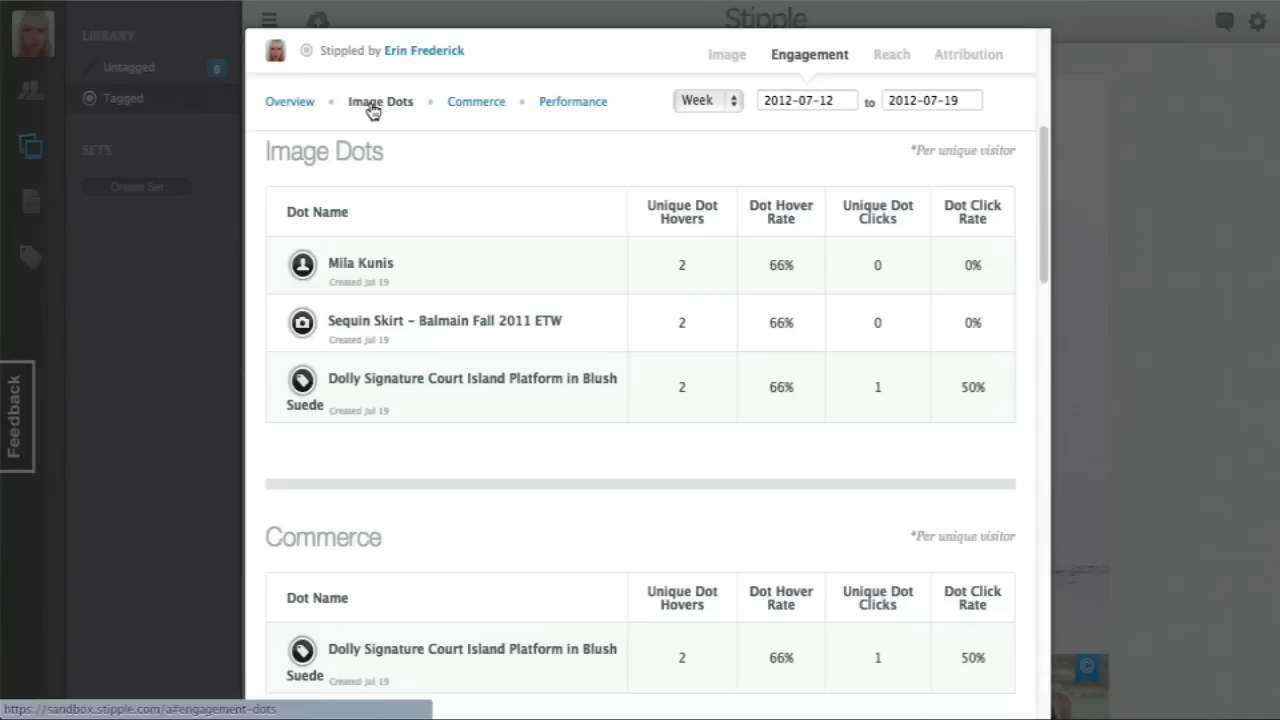 Stipple
LIBRARY
Untagged 6
Tagged
SETS
Create Set
Feedback
Stippled by Erin Frederick
Image Engagement Reach Attribution
Overview Image Dots Commerce Performance Week 2012-07-12 to 2012-07-19
Image Dots *Per unique visitor
Dot Name Unique Dot Hovers Dot Hover Rate Unique Dot Clicks Dot Click Rate
Mila Kunis 2 66% 0 0%
Created Jul 19
Sequin Skirt - Balmain Fall 2011 ETW 2 66% 0 0%
Created Jul 19
Dolly Signature Court Island Platform in Blush 2 66% 1 50%
Suede Created Jul 19
Commerce *Per unique visitor
Dot Name Unique Dot Hovers Dot Hover Rate Unique Dot Clicks Dot Click Rate
Dolly Signature Court Island Platform in Blush 2 66% 1 50%
Suede Created Jul 19
https://sandbox.stipple.com/a#engagement-dots